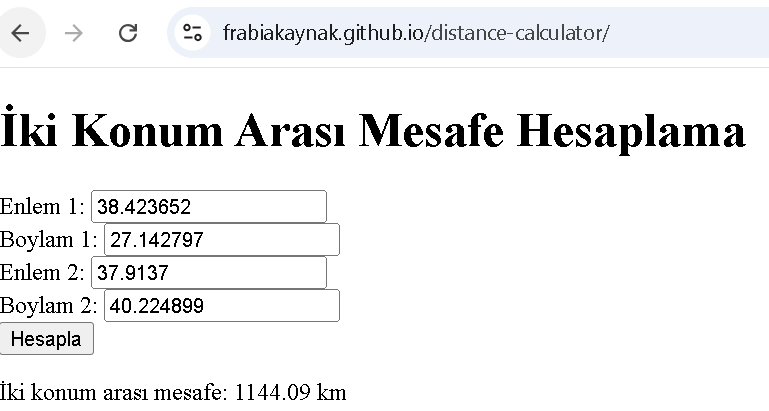 frabiakaynak.github.io/distance-calculator/
İki Konum Arası Mesafe Hesaplama
Enlem 1: 38.423652
Boylam 1: 27.142797
Enlem 2: 37.9137
Boylam 2: 40.224899
Hesapla
İki konum arası mesafe: 1144.09 km